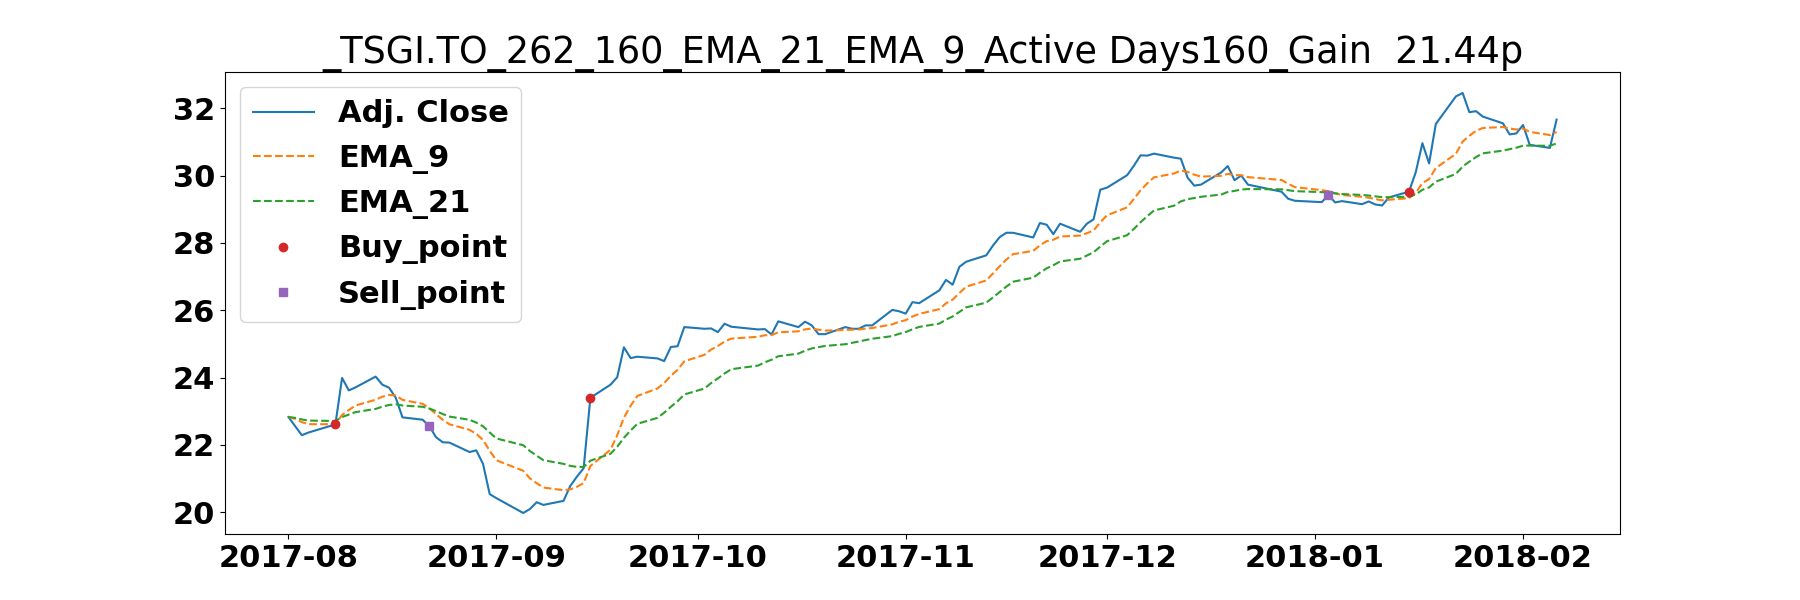 _TSGI.TO_262_160_EMA_21_EMA_9_Active Days160_Gain  21.44p
Adj. Close
EMA_9
EMA_21
Buy_point
Sell_point
32
30
28
26
24
22
20
2017-08 2017-09 2017-10 2017-11 2017-12 2018-01 2018-02